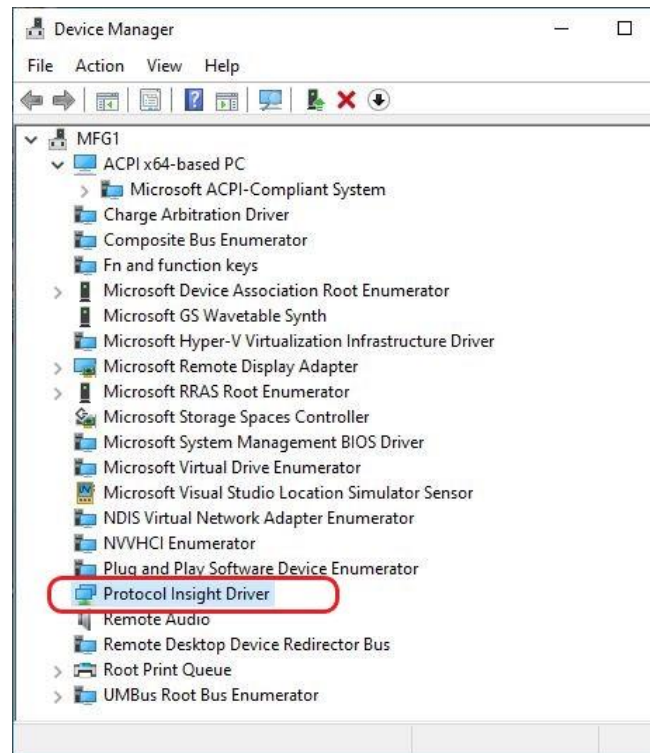 Device Manager
File Action View Help
MFG1
ACPI x64-based PC
Microsoft ACPI-Compliant System
Charge Arbitration Driver
Composite Bus Enumerator
Fn and function keys
Microsoft Device Association Root Enumerator
Microsoft GS Wavetable Synth
Microsoft Hyper-V Virtualization Infrastructure Driver
Microsoft Remote Display Adapter
Microsoft RRAS Root Enumerator
Microsoft Storage Spaces Controller
Microsoft System Management BIOS Driver
Microsoft Virtual Drive Enumerator
Microsoft Visual Studio Location Simulator Sensor
NDIS Virtual Network Adapter Enumerator
NVVHCI Enumerator
Plug and Play Software Device Enumerator
Protocol Insight Driver
Remote Audio
Remote Desktop Device Redirector Bus
Root Print Queue
UMBus Root Bus Enumerator